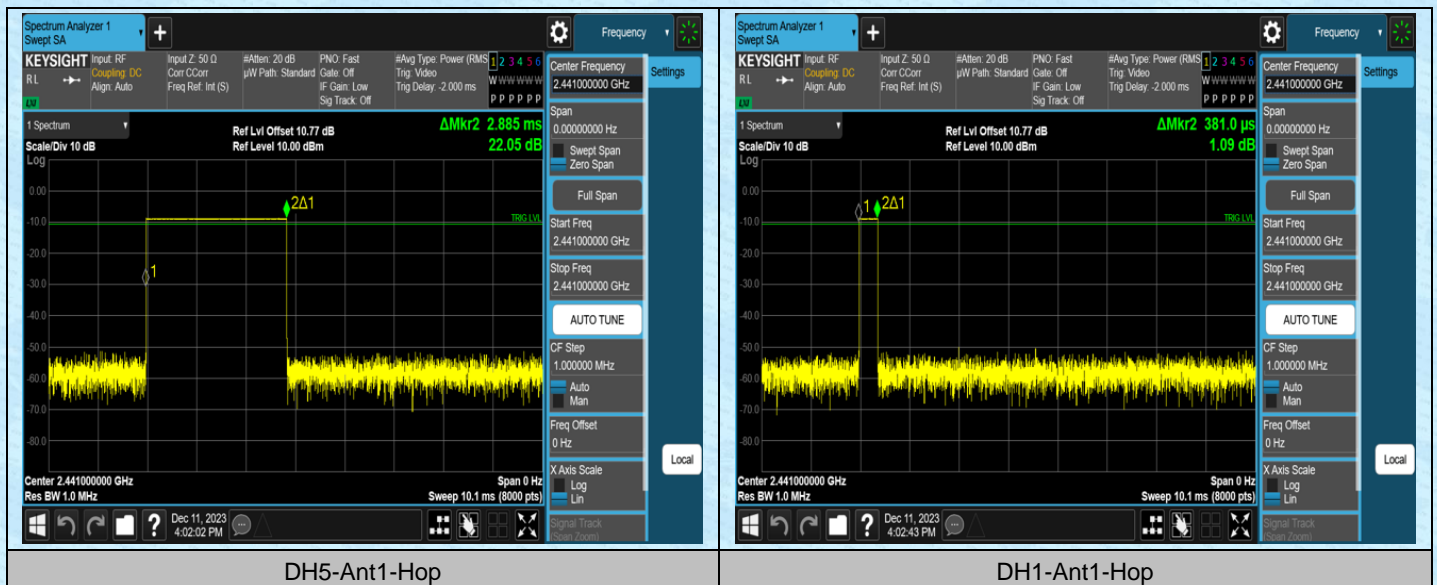 Spectrum Analyzer 1
Swept SA
+
Frequency
KEYSIGHT
RL
LXI
Input: RF
Coupling: DC
Align: Auto
Input Z: 50 Ω
Corr CCorr
Freq Ref: Int (S)
#Atten: 20 dB
µW Path: Standard
PNO: Fast
Gate: Off
IF Gain: Low
Sig Track: Off
#Avg Type: Power (RMS
Trig: Video
Trig Delay: -2.000 ms
1 2 3 4 5 6
W W W W W W
P P P P P P
Center Frequency
2.441000000 GHz
Settings
Span
0.00000000 Hz
Swept Span
Zero Span
Full Span
Start Freq
2.441000000 GHz
Stop Freq
2.441000000 GHz
AUTO TUNE
CF Step
1.000000 MHz
Auto
Man
Freq Offset
0 Hz
X Axis Scale
Log
Lin
Signal Track
(Span Zoom)
Local
1 Spectrum
Scale/Div 10 dB
Log
Ref Lvl Offset 10.77 dB
Ref Level 10.00 dBm
ΔMkr2 2.885 ms
22.05 dB
0.00
-10.0
-20.0
-30.0
-40.0
-50.0
-60.0
-70.0
-80.0
2Δ1
1
TRIG LVL
Center 2.441000000 GHz
Res BW 1.0 MHz
Span 0 Hz
Sweep 10.1 ms (8000 pts)
?
Dec 11, 2023
4:02:02 PM
DH5-Ant1-Hop
Spectrum Analyzer 1
Swept SA
+
Frequency
KEYSIGHT
RL
LXI
Input: RF
Coupling: DC
Align: Auto
Input Z: 50 Ω
Corr CCorr
Freq Ref: Int (S)
#Atten: 20 dB
µW Path: Standard
PNO: Fast
Gate: Off
IF Gain: Low
Sig Track: Off
#Avg Type: Power (RMS
Trig: Video
Trig Delay: -2.000 ms
1 2 3 4 5 6
W W W W W W
P P P P P P
Center Frequency
2.441000000 GHz
Settings
Span
0.00000000 Hz
Swept Span
Zero Span
Full Span
Start Freq
2.441000000 GHz
Stop Freq
2.441000000 GHz
AUTO TUNE
CF Step
1.000000 MHz
Auto
Man
Freq Offset
0 Hz
X Axis Scale
Log
Lin
Signal Track
(Span Zoom)
Local
1 Spectrum
Scale/Div 10 dB
Log
Ref Lvl Offset 10.77 dB
Ref Level 10.00 dBm
ΔMkr2 381.0 µs
1.09 dB
0.00
-10.0
-20.0
-30.0
-40.0
-50.0
-60.0
-70.0
-80.0
1
2Δ1
TRIG LVL
Center 2.441000000 GHz
Res BW 1.0 MHz
Span 0 Hz
Sweep 10.1 ms (8000 pts)
?
Dec 11, 2023
4:02:43 PM
DH1-Ant1-Hop